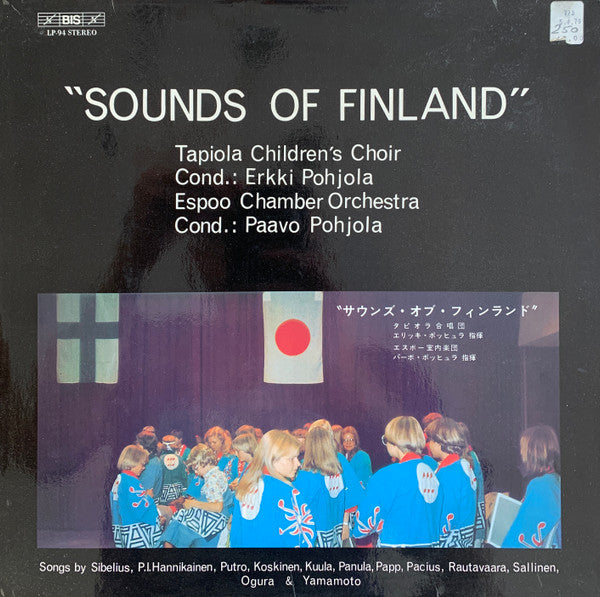 BIS
LP-94 STEREO
250
"SOUNDS OF FINLAND"
Tapiola Children's Choir
Cond.: Erkki Pohjola
Espoo Chamber Orchestra
Cond.: Paavo Pohjola
"サウンズ・オブ・フィンランド"
タピオラ合唱団
エリッキ・ポッヒュラ 指揮
エスポー室内楽団
パーボ・ポッヒュラ 指揮
Songs by Sibelius, P.I.Hannikainen, Putro, Koskinen, Kuula, Panula, Papp, Pacius, Rautavaara, Sallinen,
Ogura & Yamamoto